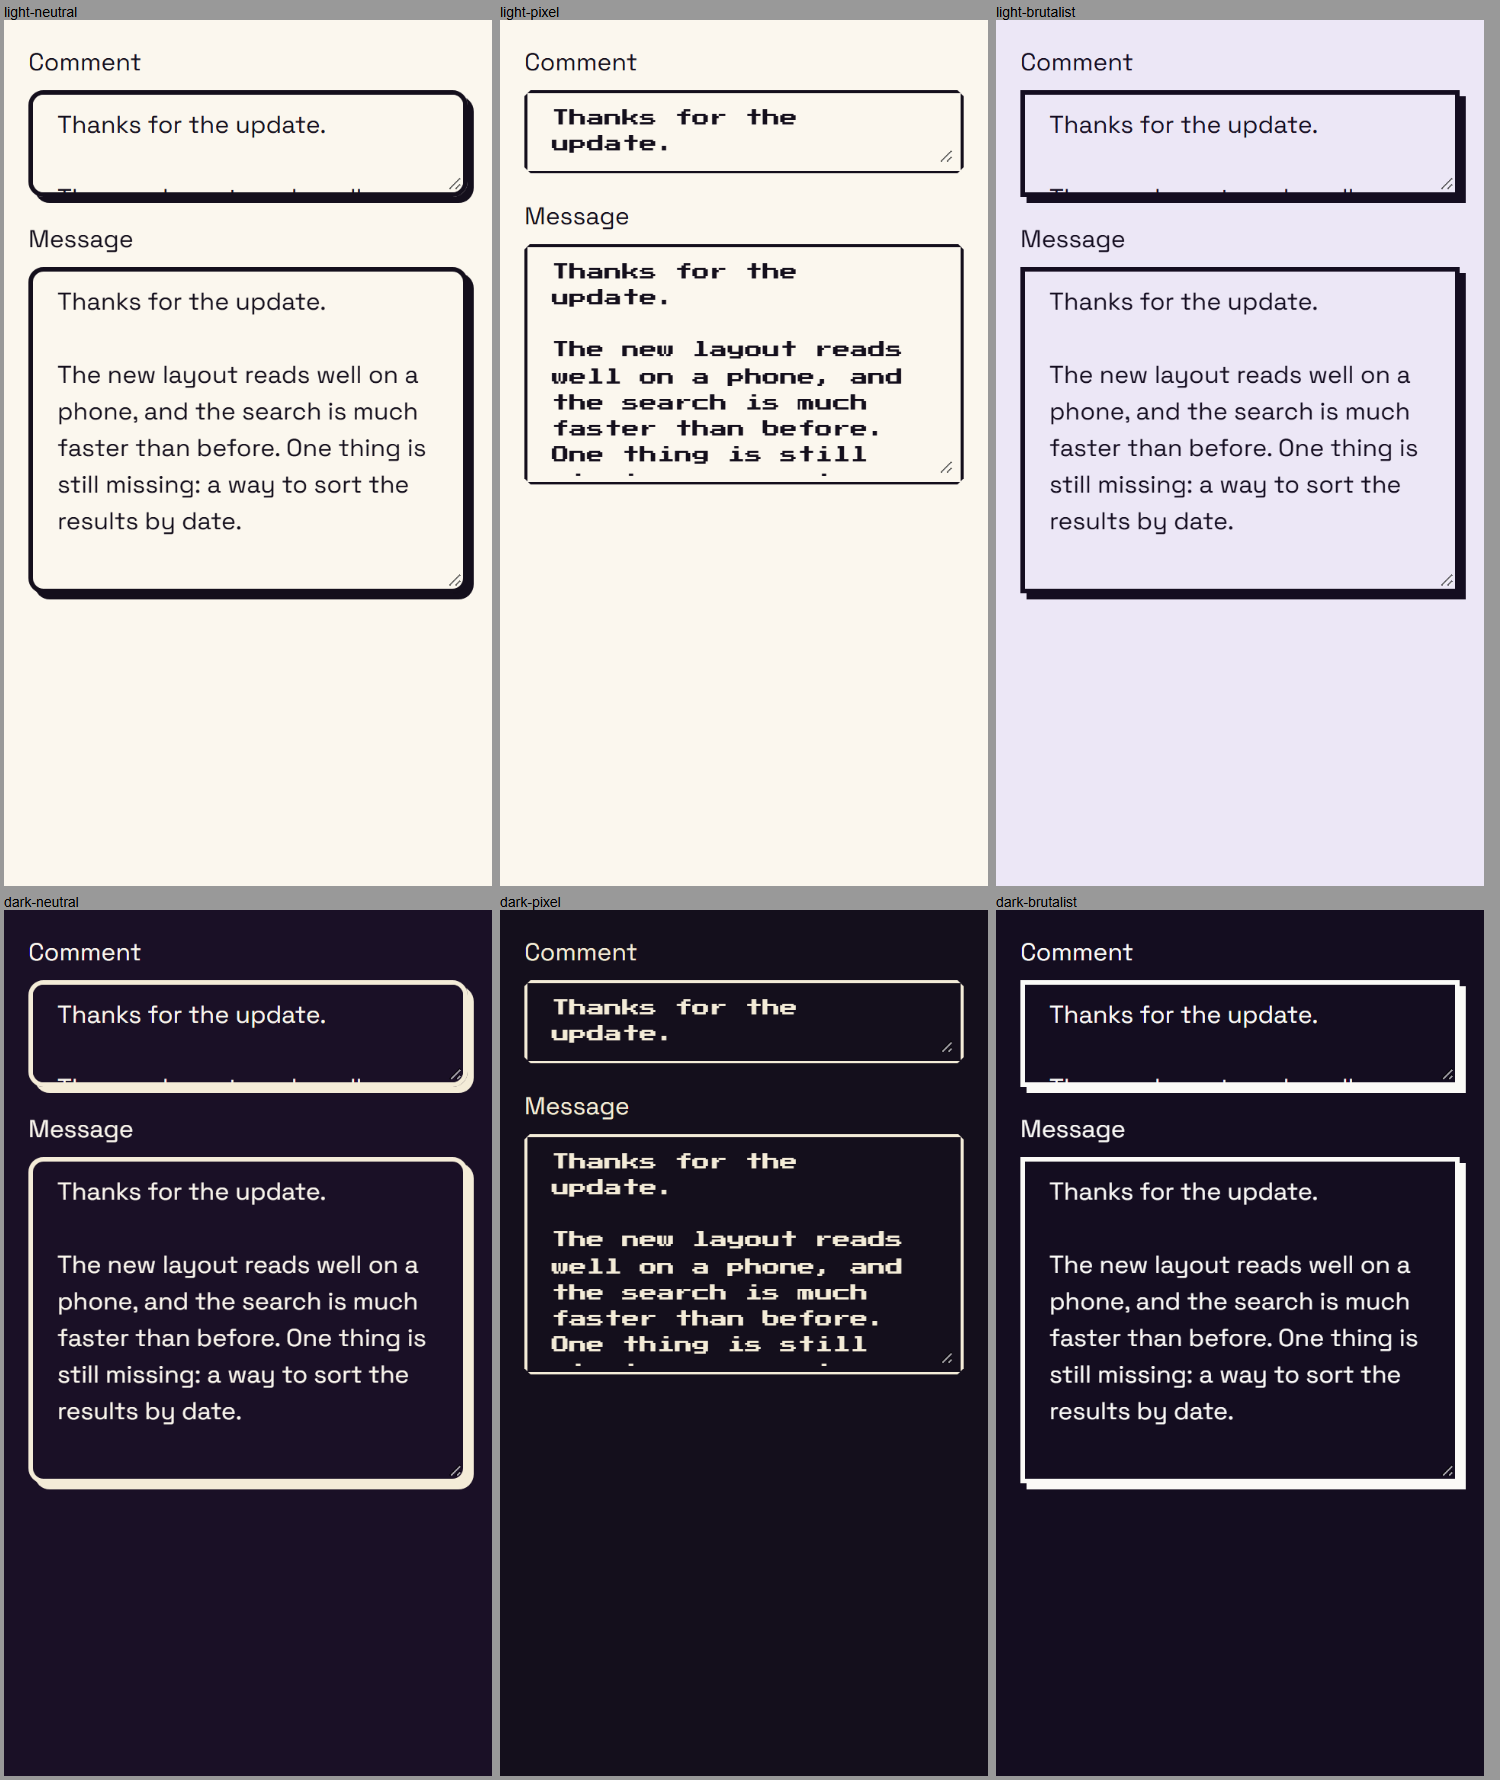 light-neutral
Comment
Thanks for the update.
Message
Thanks for the update.
The new layout reads well on a
phone, and the search is much
faster than before. One thing is
still missing: a way to sort the
results by date.
light-pixel
Comment
Thanks for the
update.
Message
Thanks for the
update.
The new layout reads
well on a phone, and
the search is much
faster than before.
One thing is still
light-brutalist
Comment
Thanks for the update.
Message
Thanks for the update.
The new layout reads well on a
phone, and the search is much
faster than before. One thing is
still missing: a way to sort the
results by date.
dark-neutral
Comment
Thanks for the update.
Message
Thanks for the update.
The new layout reads well on a
phone, and the search is much
faster than before. One thing is
still missing: a way to sort the
results by date.
dark-pixel
Comment
Thanks for the
update.
Message
Thanks for the
update.
The new layout reads
well on a phone, and
the search is much
faster than before.
One thing is still
dark-brutalist
Comment
Thanks for the update.
Message
Thanks for the update.
The new layout reads well on a
phone, and the search is much
faster than before. One thing is
still missing: a way to sort the
results by date.